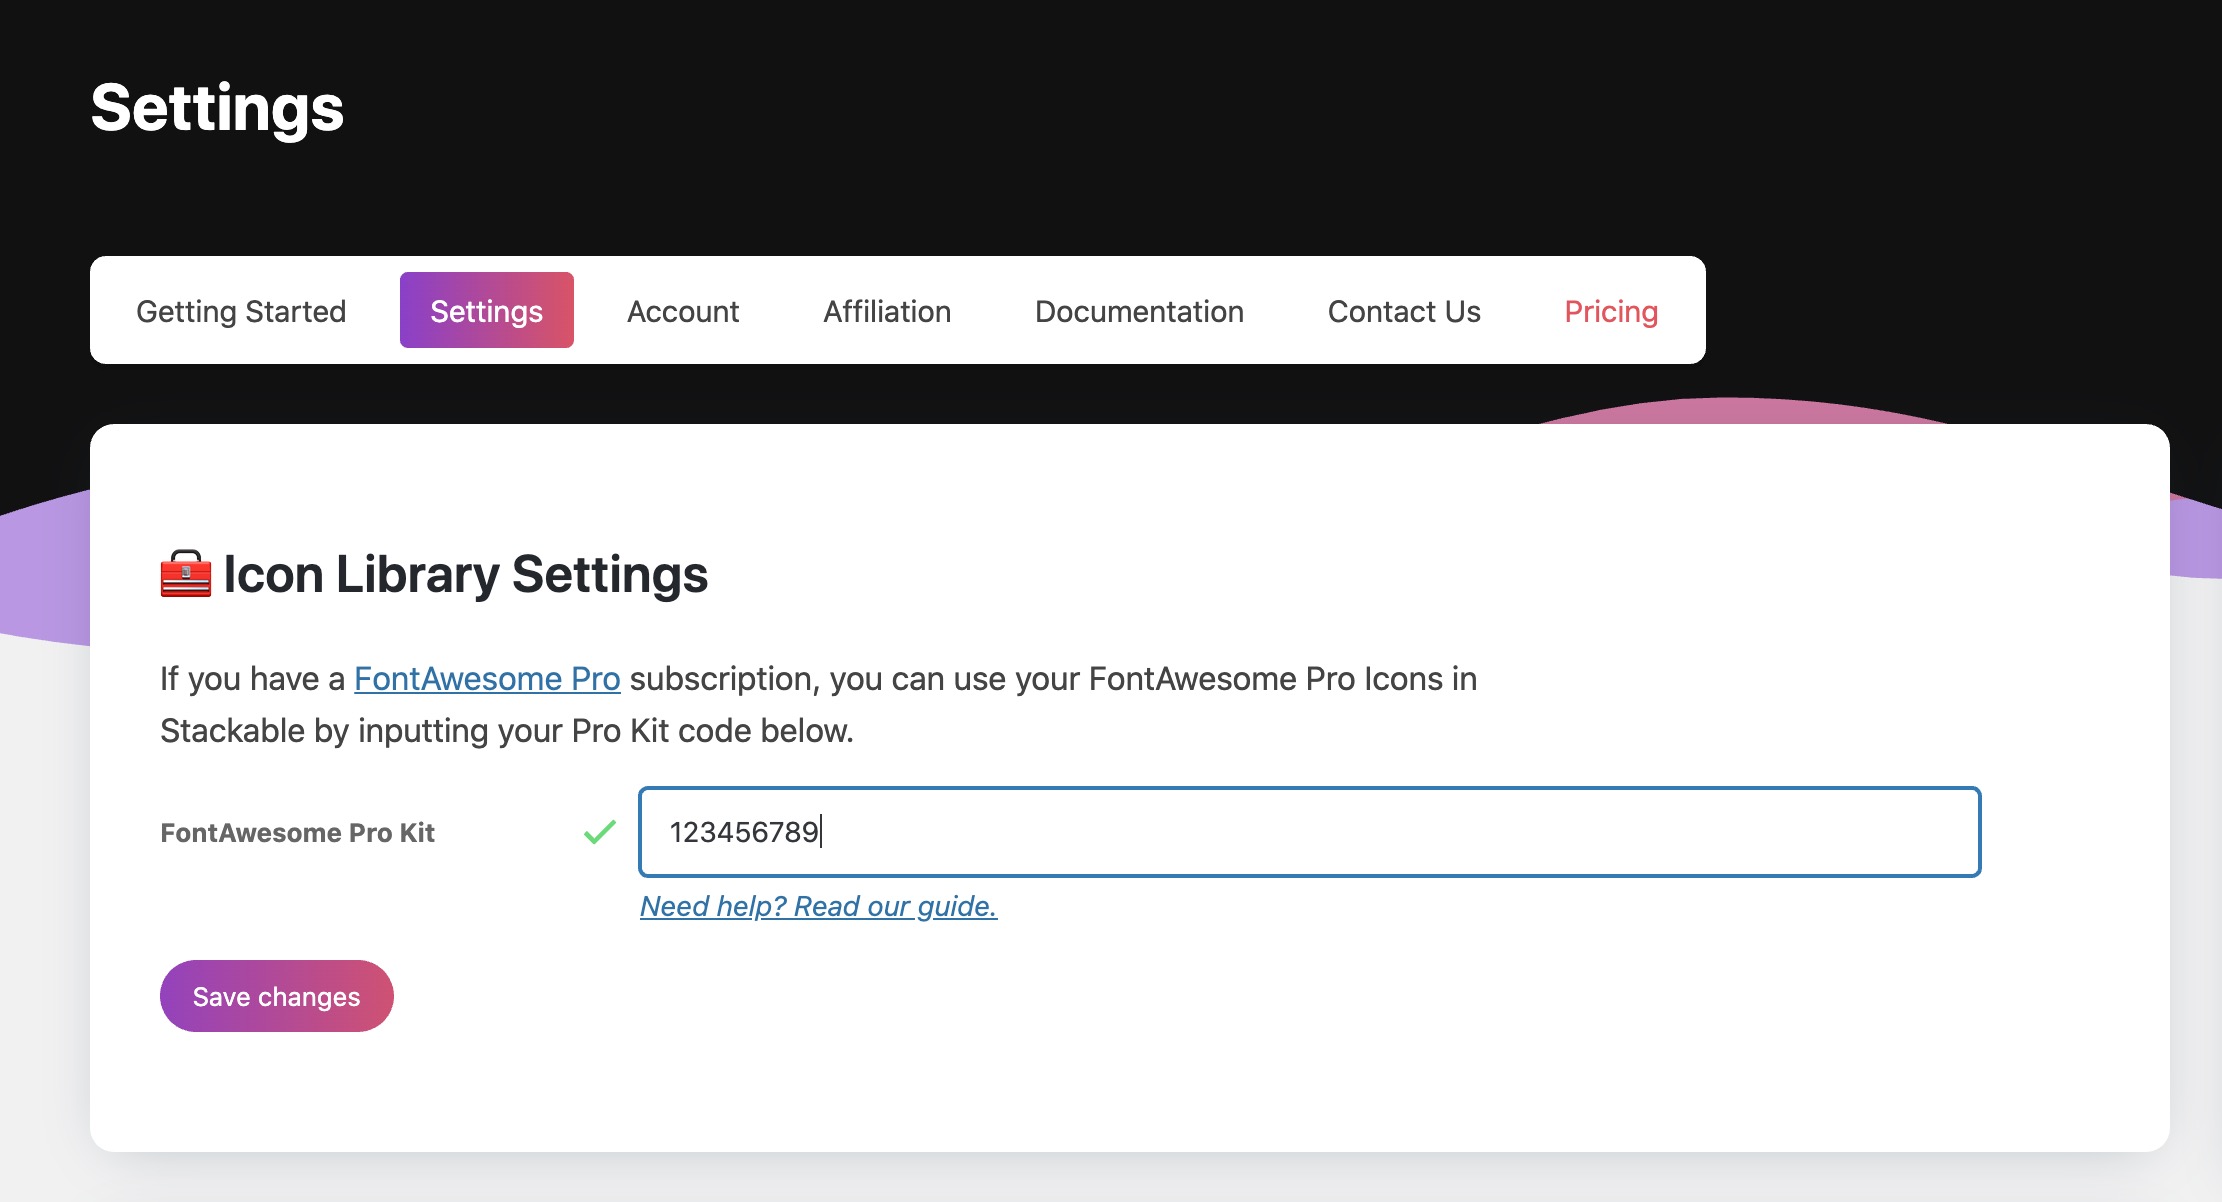 Settings
Getting Started Settings Account Affiliation Documentation Contact Us Pricing
Icon Library Settings
If you have a FontAwesome Pro subscription, you can use your FontAwesome Pro Icons in
Stackable by inputting your Pro Kit code below.
FontAwesome Pro Kit 123456789
Need help? Read our guide.
Save changes